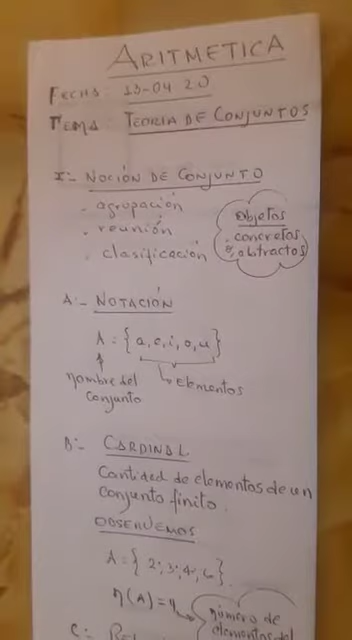 ARITMETICA
FECHA: 13-04 20
TEMA: TEORIA DE CONJUNTOS
I:- NOCIÓN DE CONJUNTO
. agrupación
. reunión
. clasificación
objetos
. concretos
o abtractos
A:- NOTACIÓN
A = {a, e, i, o, u}
nombre del
conjunto
elementos
B:- CARDINAL
Cantidad de elementos de un
conjunto finito.
OBSERVEMOS
A = { 2; 3; 4; 6 }
η(A) =
número de
elementos del
C:-